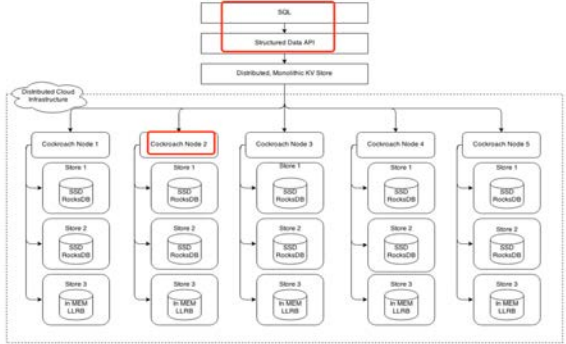 SQL
Structured Data API
Distributed, Monolithic KV Store
Distributed Cloud
Infrastructure
Cockroach Node 1
Cockroach Node 2
Cockroach Node 3
Cockroach Node 4
Cockroach Node 5
Store 1
Store 1
Store 1
Store 1
Store 1
SSD
RocksDB
SSD
RocksDB
SSD
RocksDB
SSD
RocksDB
SSD
RocksDB
Store 2
Store 2
Store 2
Store 2
Store 2
SSD
RocksDB
SSD
RocksDB
SSD
RocksDB
SSD
RocksDB
SSD
RocksDB
Store 3
Store 3
Store 3
Store 3
Store 3
In MEM
LLRB
In MEM
LLRB
In MEM
LLRB
In MEM
LLRB
In MEM
LLRB